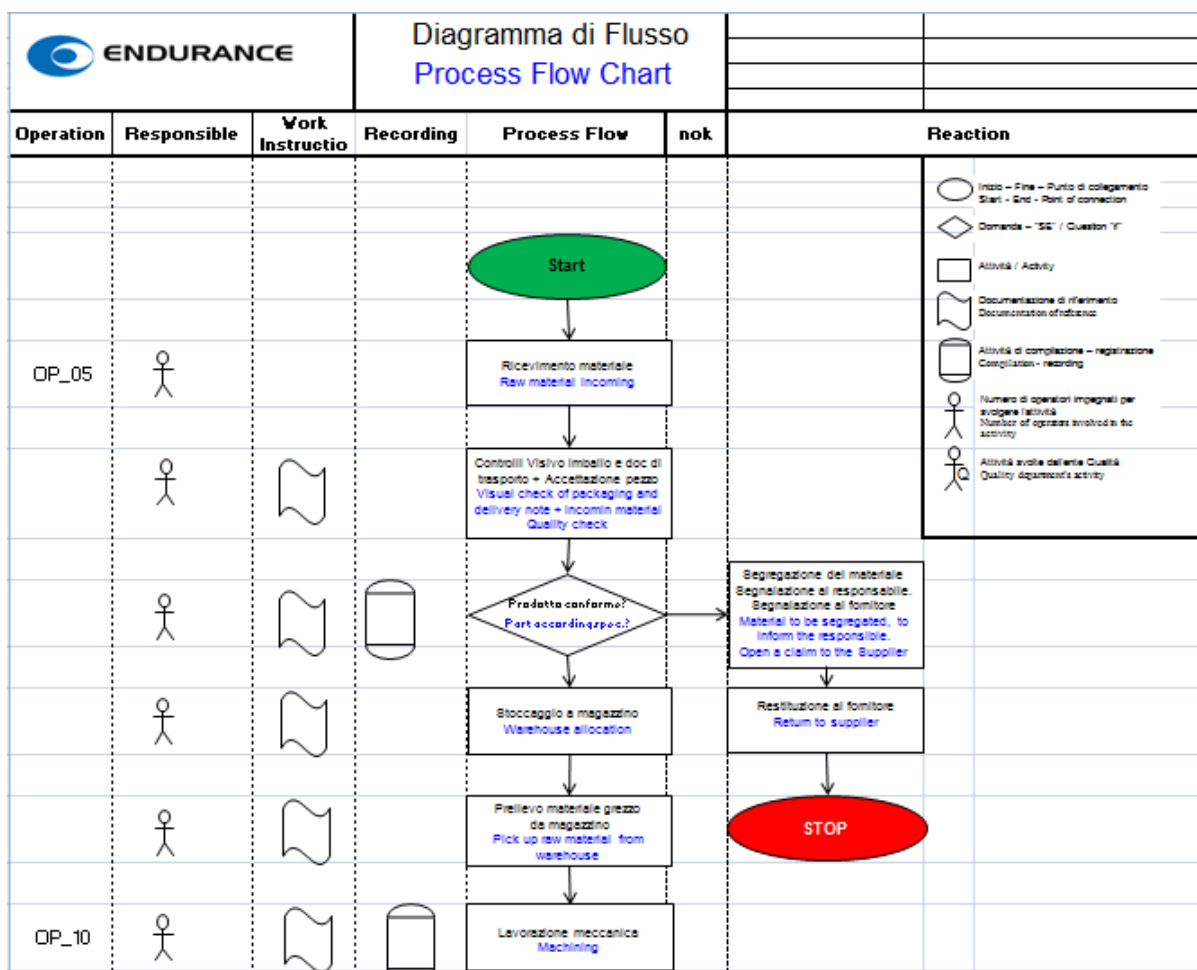 ENDURANCE
Diagramma di Flusso
Process Flow Chart
Operation
Responsible
Work
Instructio
Recording
Process Flow
nok
Reaction
Inizio – Fine – Punto di collegamento
Start - End - Point of connection
Domanda – "SE" / Question "if"
Attività / Activity
Documentazione di riferimento
Documentation of reference
Attività di compilazione – registrazione
Compilation - recording
Numero di operatori impegnati per
svolgere l'attività
Number of operators involved in the
activity
Q
Attività svolte dall'ente Qualità
Quality department's activity
Start
OP_05
Ricevimento materiale
Raw material incoming
Controlli Visivo imballo e doc di
trasporto + Accettazione pezzo
Visual check of packaging and
delivery note + incomin material
Quality check
Prodotto conforme?
Part according spec.?
Segregazione del materiale
Segnalazione al responsabile.
Segnalazione al fornitore
Material to be segregated, to
inform the responsible.
Open a claim to the Supplier
Stoccaggio a magazzino
Warehouse allocation
Restituzione al fornitore
Return to supplier
Prelievo materiale grezzo
da magazzino
Pick up raw material from
warehouse
STOP
OP_10
Lavorazione meccanica
Machining